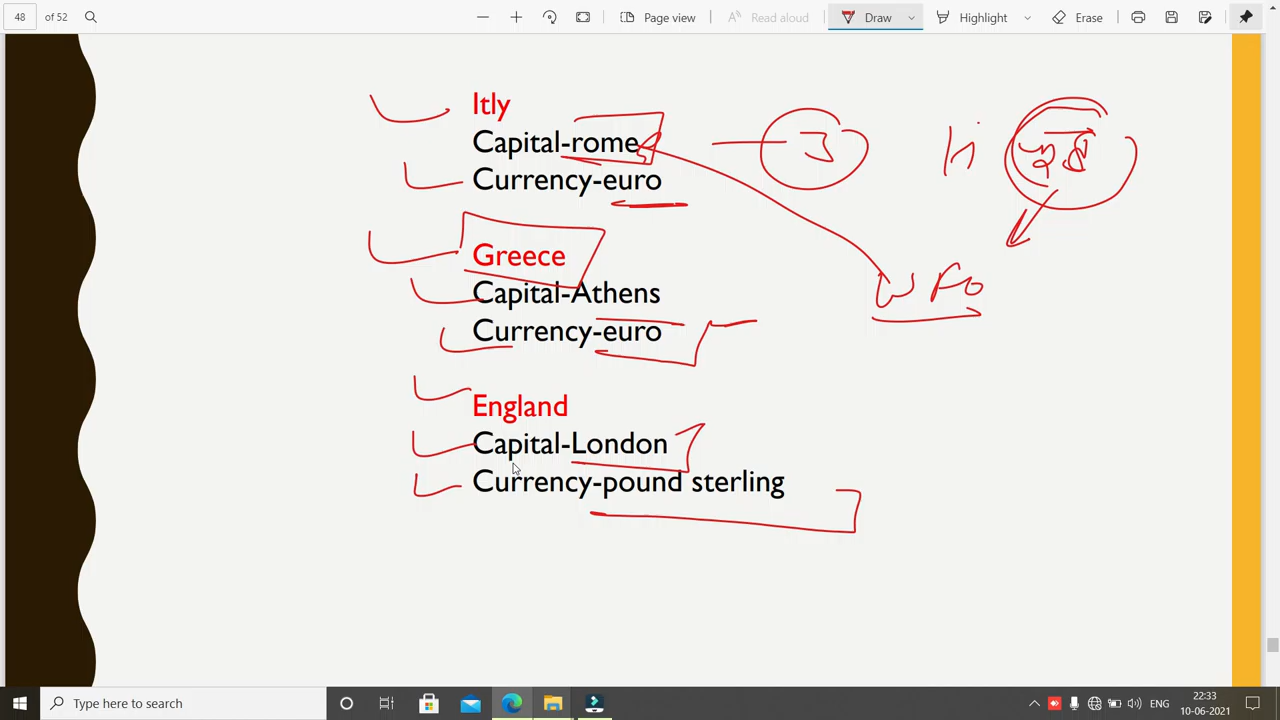 48 of 52
Page view
Read aloud
Draw
Highlight
Erase
Itly
Capital-rome
3
Currency-euro
Greece
Capital-Athens
Currency-euro
England
Capital-London
Currency-pound sterling
Type here to search
ENG
22:33
10-06-2021